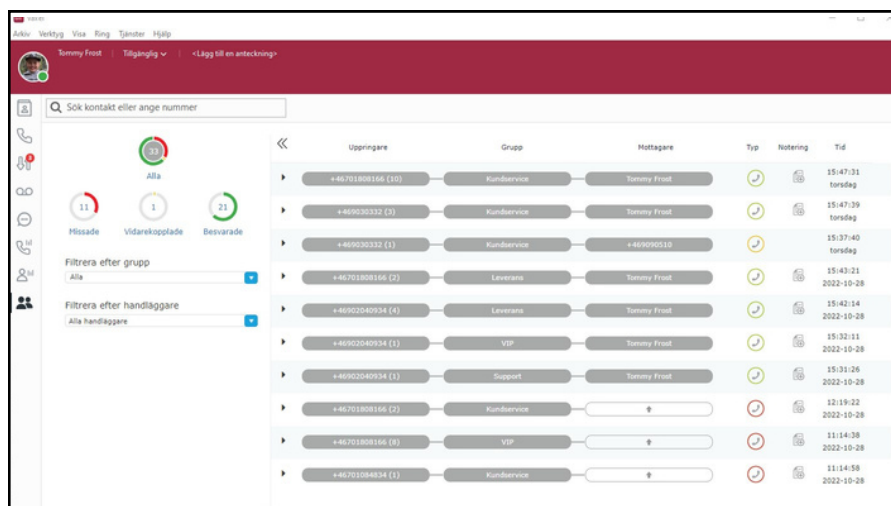 Arkiv Verktyg Visa Ring Tjänster Hjälp
Tommy Frost Tillgänglig <Lägg till en anteckning>
Sök kontakt eller ange nummer
3
33
Alla
11 1 21
Missade Vidarekopplade Besvarade
Filtrera efter grupp
Alla
Filtrera efter handläggare
Alla handläggare
Uppringare Grupp Mottagare Typ Notering Tid
+46701808166 (10) Kundservice Tommy Frost 15:47:31
torsdag
+469030332 (3) Kundservice Tommy Frost 15:47:39
torsdag
+469030332 (1) Kundservice +469090510 15:37:40
torsdag
+46701808166 (2) Leverans Tommy Frost 15:43:21
2022-10-28
+46902040934 (4) Leverans Tommy Frost 15:42:14
2022-10-28
+46902040934 (1) VIP Tommy Frost 15:32:11
2022-10-28
+46902040934 (1) Support Tommy Frost 15:31:26
2022-10-28
+46701808166 (2) Kundservice 12:19:22
2022-10-28
+46701808166 (8) VIP 11:14:38
2022-10-28
+46701084834 (1) Kundservice 11:14:58
2022-10-28